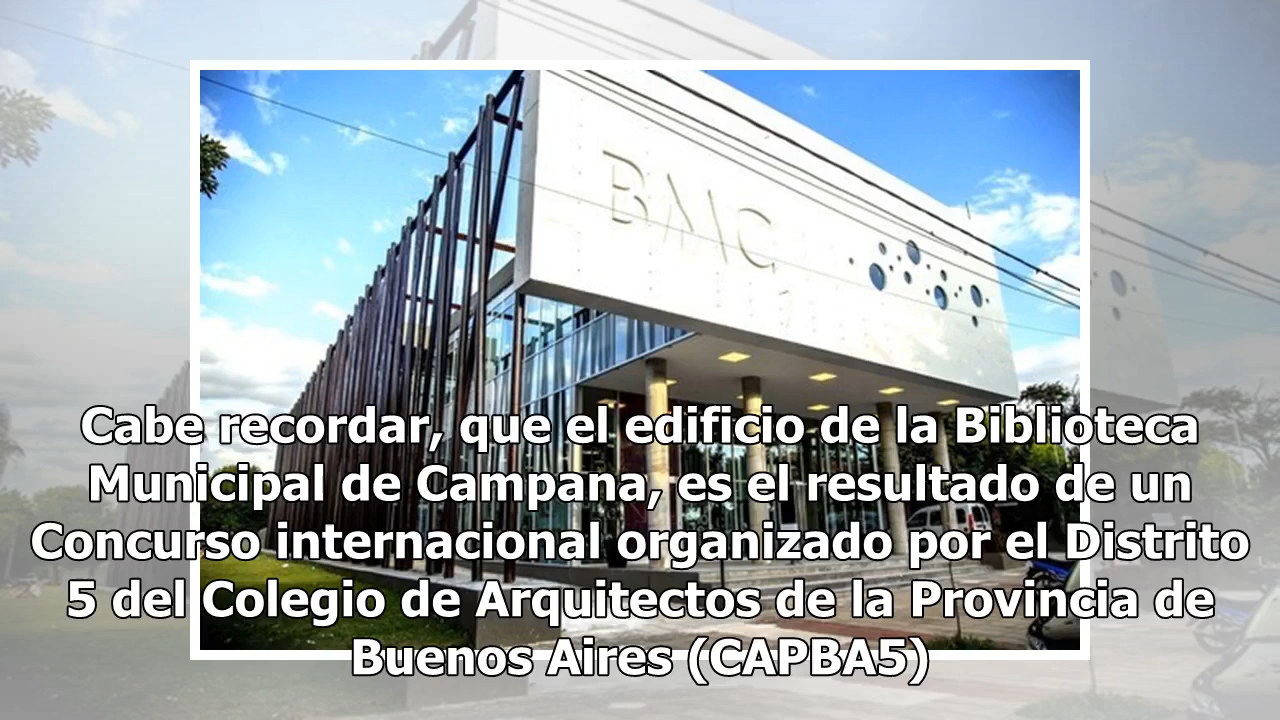 BMC
Cabe recordar, que el edificio de la Biblioteca
Municipal de Campana, es el resultado de un
Concurso internacional organizado por el Distrito
5 del Colegio de Arquitectos de la Provincia de
Buenos Aires (CAPBA5)